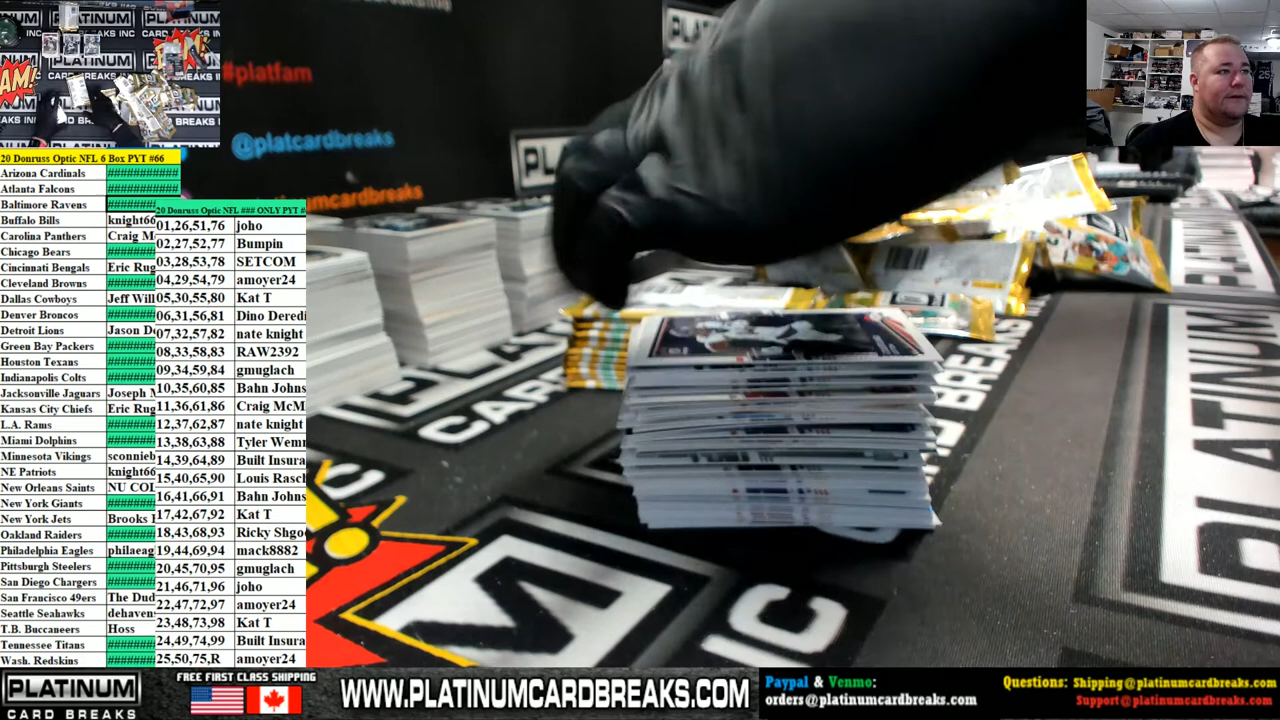 PLATINUM
BREAKS INC
PLATINUM
CARD BREAKS INC
#platfam
@platcardbreaks
20 Donruss Optic NFL 6 Box PYT #66
Arizona Cardinals ###########
Atlanta Falcons ###########
Baltimore Ravens ########
Buffalo Bills knight66
Carolina Panthers Craig M
Chicago Bears ########
Cincinnati Bengals Eric Rug
Cleveland Browns ########
Dallas Cowboys Jeff Will
Denver Broncos ########
Detroit Lions Jason D
Green Bay Packers ########
Houston Texans ########
Indianapolis Colts ########
Jacksonville Jaguars Joseph M
Kansas City Chiefs Eric Rug
L.A. Rams ########
Miami Dolphins ########
Minnesota Vikings sconnieb
NE Patriots knight66
New Orleans Saints NU COL
New York Giants ########
New York Jets Brooks
Oakland Raiders ########
Philadelphia Eagles philaeag
Pittsburgh Steelers ########
San Diego Chargers ########
San Francisco 49ers The Dud
Seattle Seahawks dehaven
T.B. Buccaneers Hoss
Tennessee Titans ########
Wash. Redskins ########
20 Donruss Optic NFL ### ONLY PYT #
01,26,51,76 joho
02,27,52,77 Bumpin
03,28,53,78 SETCOM
04,29,54,79 amoyer24
05,30,55,80 Kat T
06,31,56,81 Dino Deredi
07,32,57,82 nate knight
08,33,58,83 RAW2392
09,34,59,84 gmuglach
10,35,60,85 Bahn Johns
11,36,61,86 Craig McM
12,37,62,87 nate knight
13,38,63,88 Tyler Wem
14,39,64,89 Built Insura
15,40,65,90 Louis Rasc
16,41,66,91 Bahn Johns
17,42,67,92 Kat T
18,43,68,93 Ricky Shgo
19,44,69,94 mack8882
20,45,70,95 gmuglach
21,46,71,96 joho
22,47,72,97 amoyer24
23,48,73,98 Kat T
24,49,74,99 Built Insura
25,50,75,R amoyer24
PLATINUM
CARD BREAKS
FREE FIRST CLASS SHIPPING
WWW.PLATINUMCARDBREAKS.COM
Paypal & Venmo:
orders@platinumcardbreaks.com
Questions: Shipping@platinumcardbreaks.com
Support@platinumcardbreaks.com